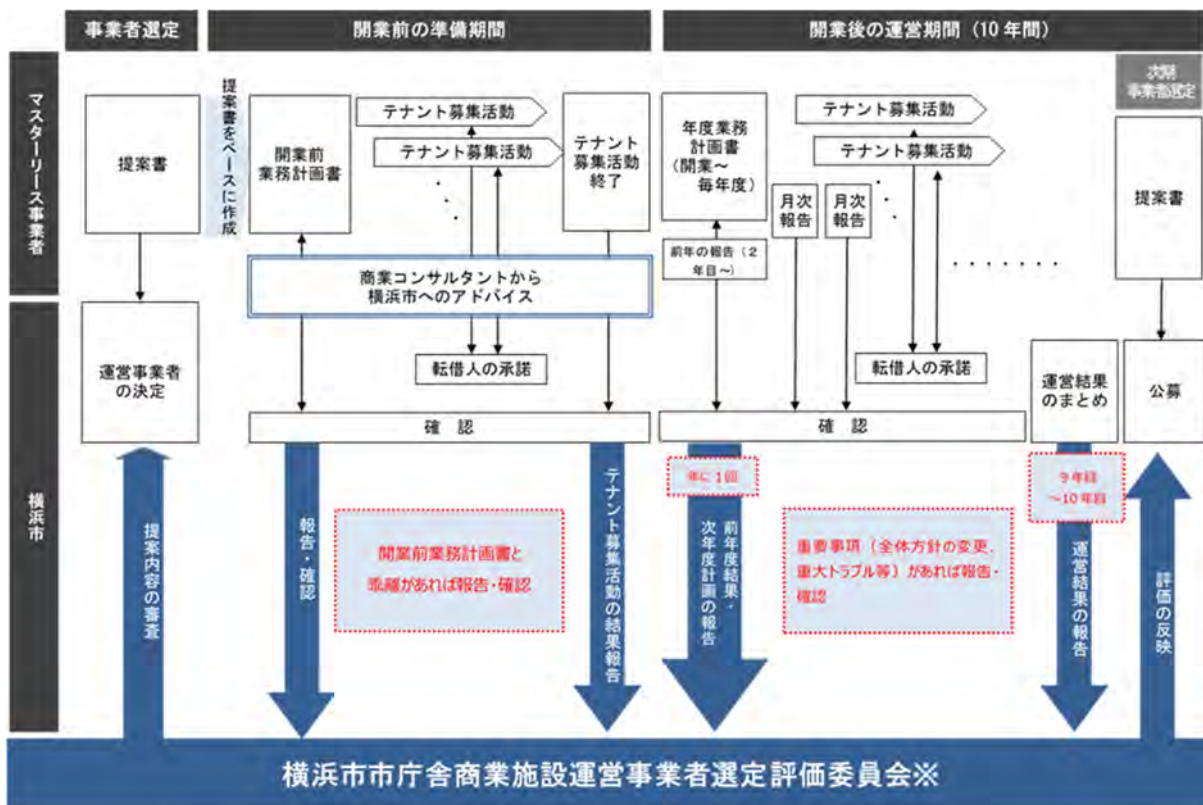 事業者選定
開業前の準備期間
開業後の運営期間（10年間）
マスターリース事業者
提案書
提案書をベースに作成
開業前
業務計画書
テナント募集活動
テナント募集活動
テナント
募集活動
終了
年度業務
計画書
（開業～
毎年度）
前年の報告（２
年目～）
月次
報告
月次
報告
テナント募集活動
テナント募集活動
次期
事業者選定
提案書
商業コンサルタントから
横浜市へのアドバイス
横浜市
運営事業者
の決定
転借人の承諾
確　認
転借人の承諾
確　認
運営結果
のまとめ
公募
提案内容の審査
報告・確認
開業前業務計画書と
乖離があれば報告・確認
テナント募集活動の結果報告
年に１回
前年度結果・
次年度計画の報告
重要事項（全体方針の変更、
重大トラブル等）があれば報告・
確認
９年目
～10年目
運営結果の報告
評価の反映
横浜市市庁舎商業施設運営事業者選定評価委員会※